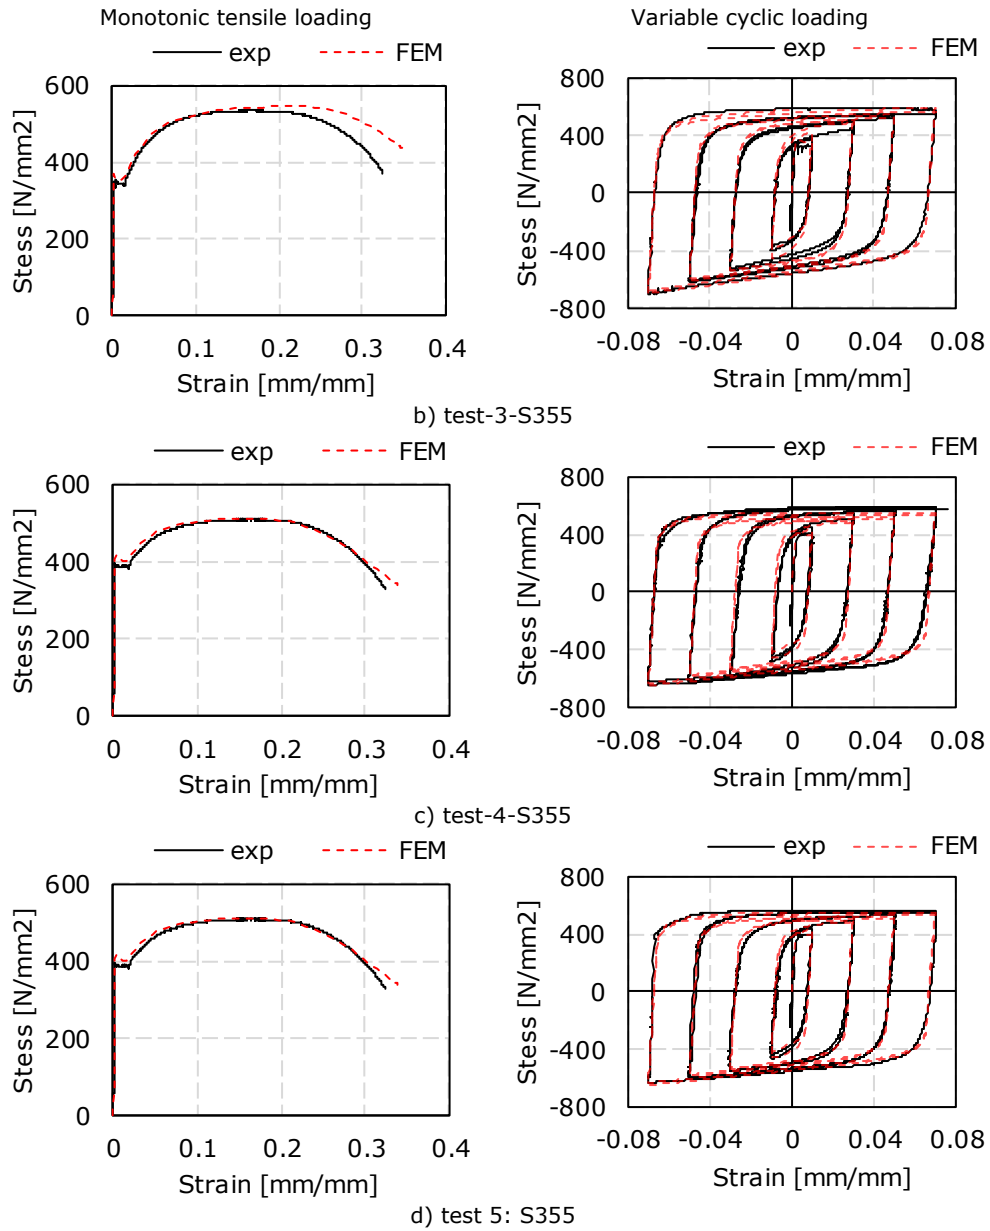 Monotonic tensile loading
Variable cyclic loading
exp FEM
Stess [N/mm2]
600
400
200
0
0 0.1 0.2 0.3 0.4
Strain [mm/mm]
exp FEM
Stess [N/mm2]
800
400
0
-400
-800
-0.08 -0.04 0 0.04 0.08
Strain [mm/mm]
b) test-3-S355
exp FEM
Stess [N/mm2]
600
400
200
0
0 0.1 0.2 0.3 0.4
Strain [mm/mm]
exp FEM
Stess [N/mm2]
800
400
0
-400
-800
-0.08 -0.04 0 0.04 0.08
Strain [mm/mm]
c) test-4-S355
exp FEM
Stess [N/mm2]
600
400
200
0
0 0.1 0.2 0.3 0.4
Strain [mm/mm]
exp FEM
Stess [N/mm2]
800
400
0
-400
-800
-0.08 -0.04 0 0.04 0.08
Strain [mm/mm]
d) test 5: S355